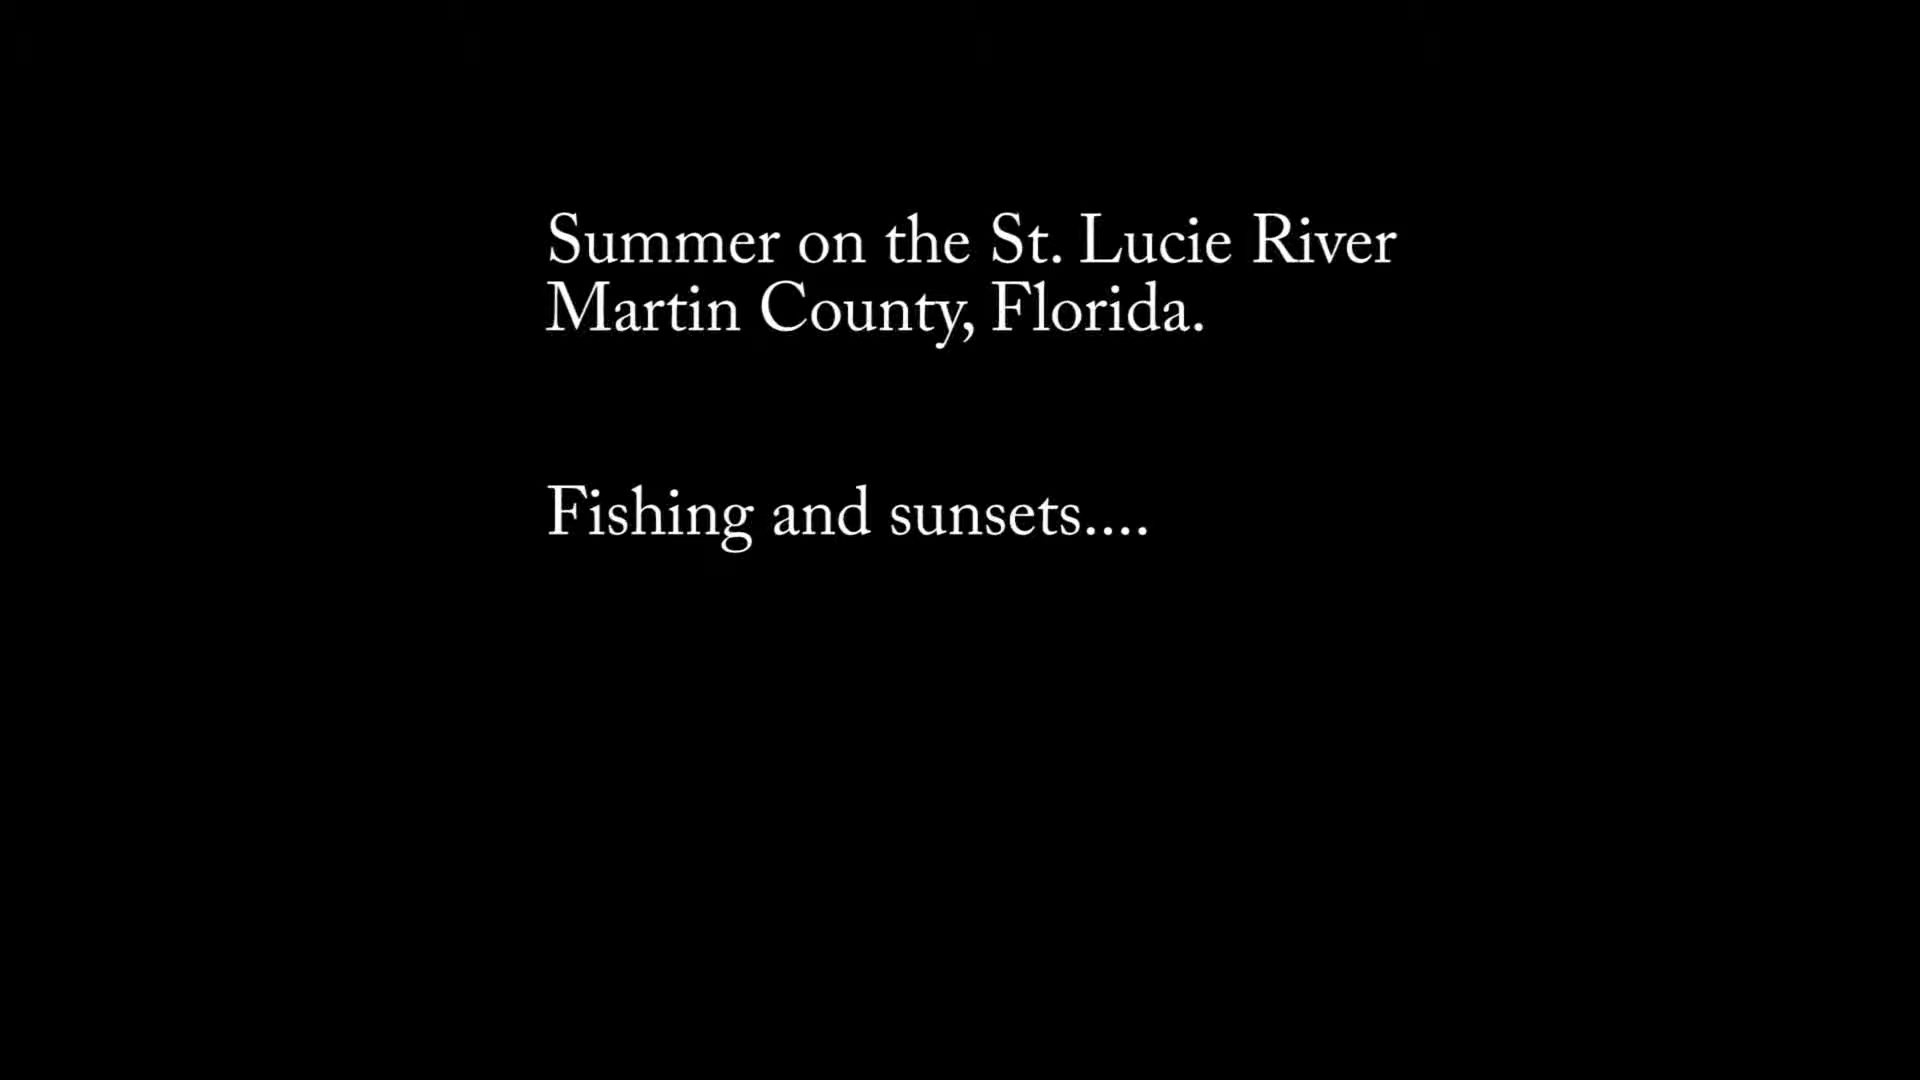 Summer on the St. Lucie River
Martin County, Florida.
Fishing and sunsets....